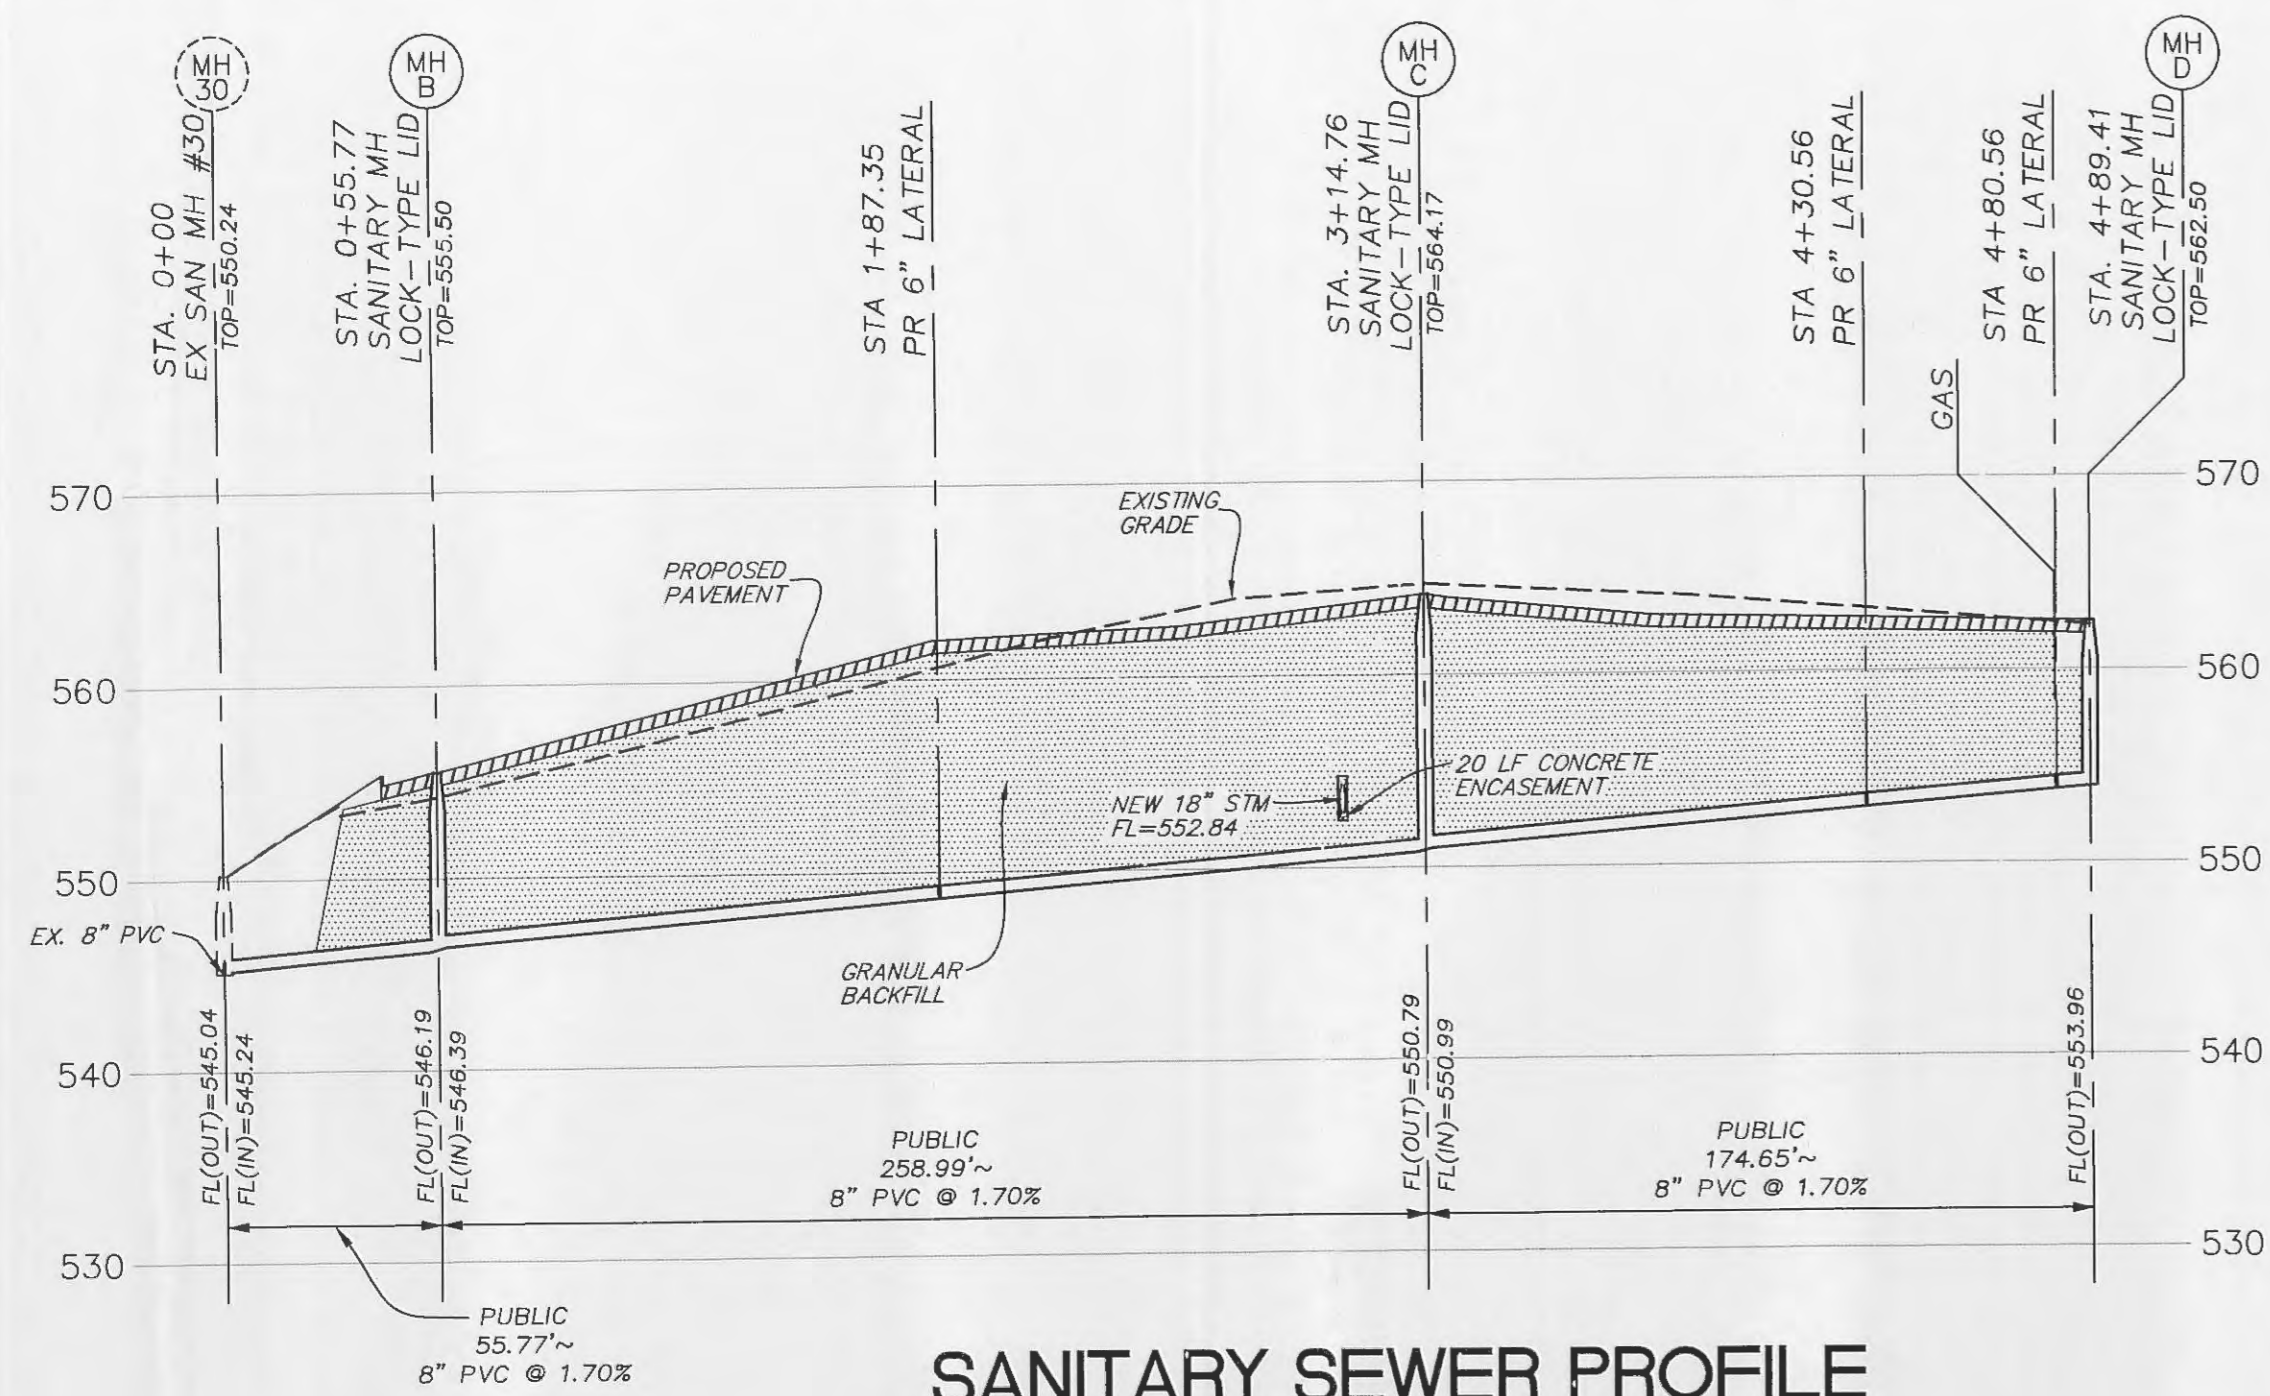 MH
30
STA. 0+00
EX SAN MH #30
TOP=550.24
MH
B
STA. 0+55.77
SANITARY MH
LOCK-TYPE LID
TOP=555.50
STA 1+87.35
PR 6" LATERAL
MH
C
STA. 3+14.76
SANITARY MH
LOCK-TYPE LID
TOP=564.17
STA 4+30.56
PR 6" LATERAL
GAS
STA 4+80.56
PR 6" LATERAL
MH
D
STA. 4+89.41
SANITARY MH
LOCK-TYPE LID
TOP=562.50
570
570
EXISTING
GRADE
PROPOSED
PAVEMENT
560
560
20 LF CONCRETE
ENCASEMENT
NEW 18" STM
FL=552.84
550
550
EX. 8" PVC
GRANULAR
BACKFILL
540
540
FL(OUT)=545.04
FL(IN)=545.24
FL(OUT)=546.19
FL(IN)=546.39
FL(OUT)=550.79
FL(IN)=550.99
FL(OUT)=553.96
PUBLIC
258.99'~
8" PVC @ 1.70%
PUBLIC
174.65'~
8" PVC @ 1.70%
530
530
PUBLIC
55.77'~
8" PVC @ 1.70%
SANITARY SEWER PROFILE